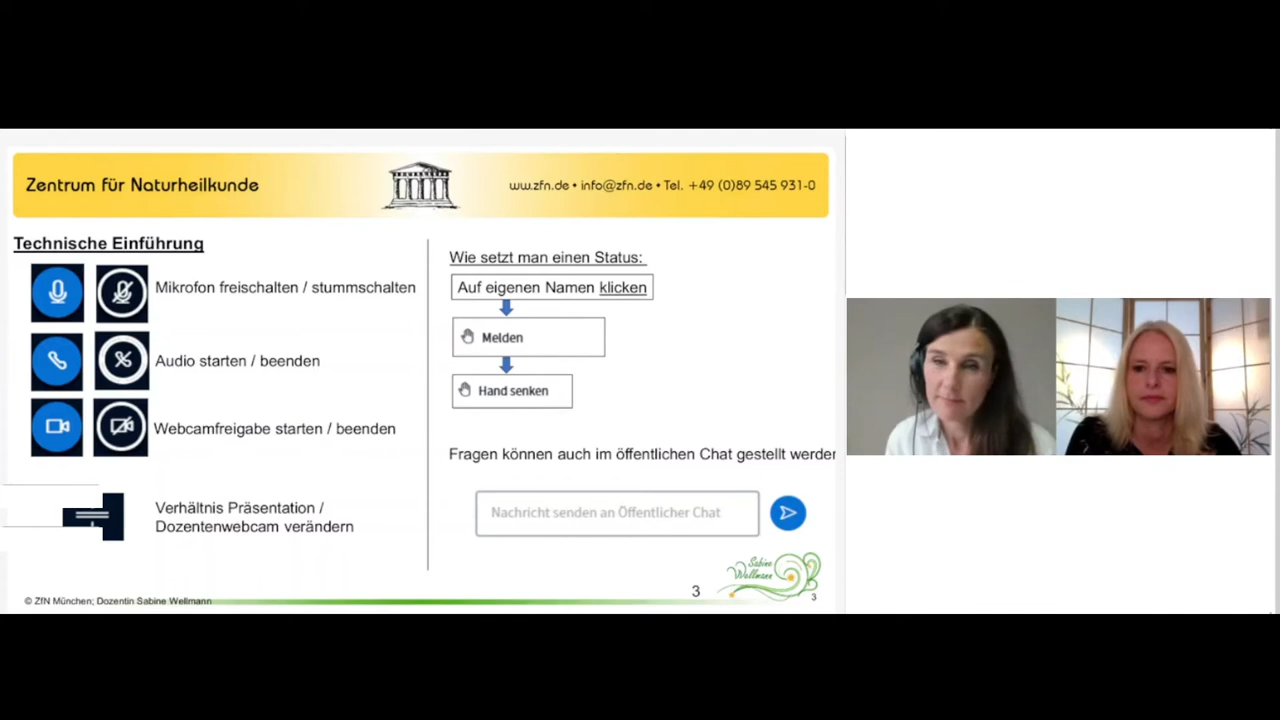 Zentrum für Naturheilkunde
www.zfn.de • info@zfn.de • Tel. +49 (0)89 545 931-0
Technische Einführung
Mikrofon freischalten / stummschalten
Audio starten / beenden
Webcamfreigabe starten / beenden
Verhältnis Präsentation /
Dozentenwebcam verändern
Wie setzt man einen Status:
Auf eigenen Namen klicken
Melden
Hand senken
Fragen können auch im öffentlichen Chat gestellt werden
Nachricht senden an Öffentlicher Chat
Sabine
Wellmann
3
3
© ZfN München; Dozentin Sabine Wellmann